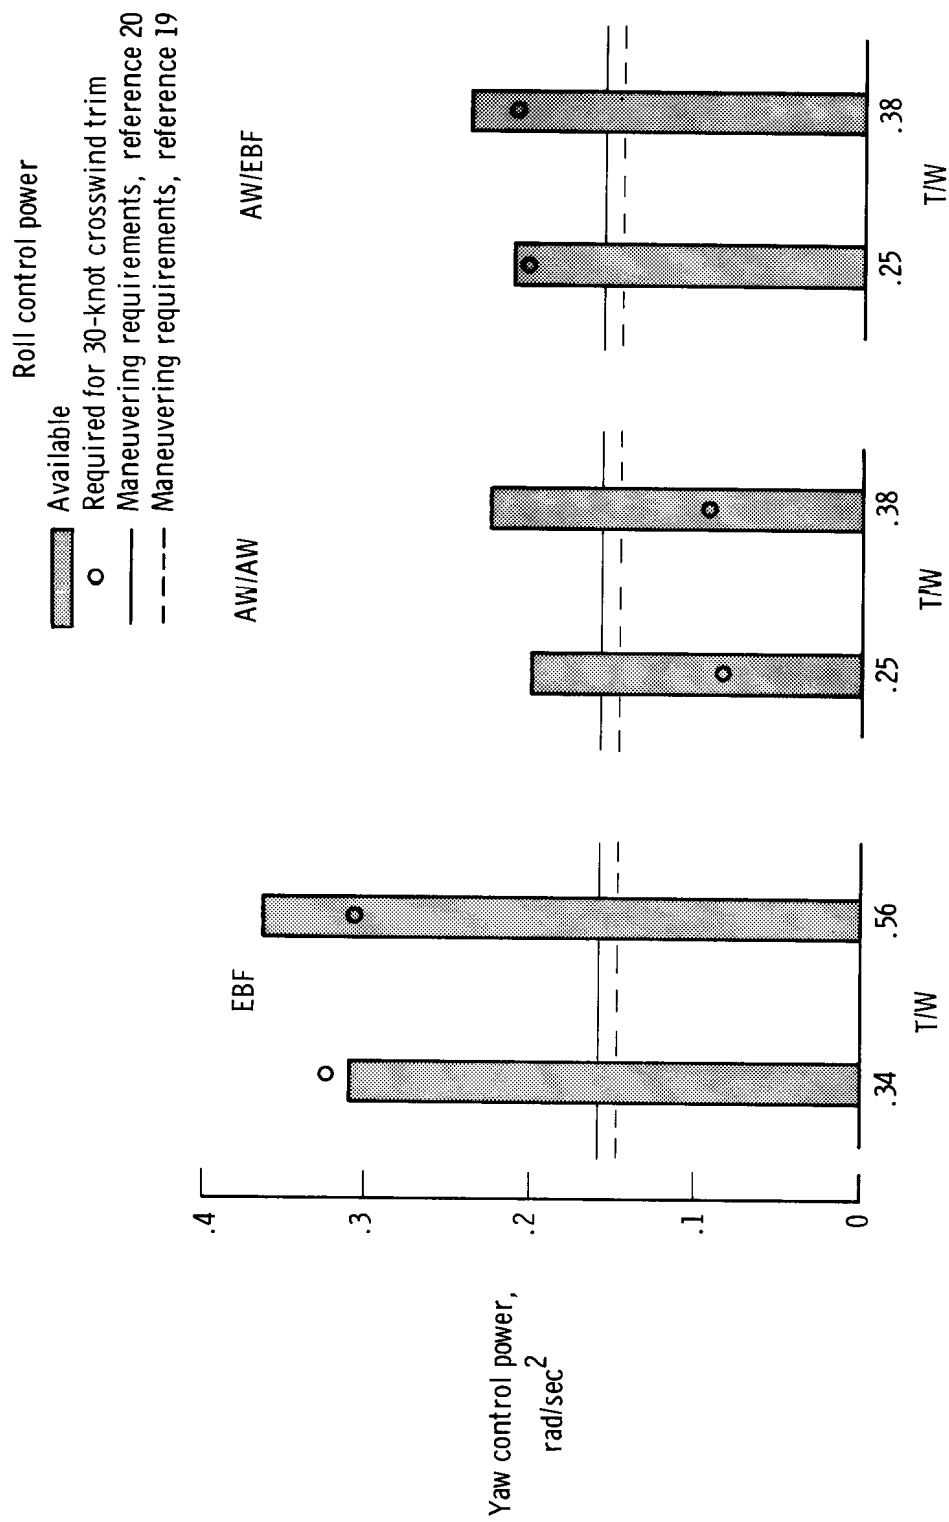 Roll control power
Available
Required for 30-knot crosswind trim
Maneuvering requirements, reference 20
Maneuvering requirements, reference 19
EBF
AW/AW
AW/EBF
Yaw control power,
rad/sec2
.4
.3
.2
.1
0
.34
.56
.25
.38
.25
.38
T/W
T/W
T/W